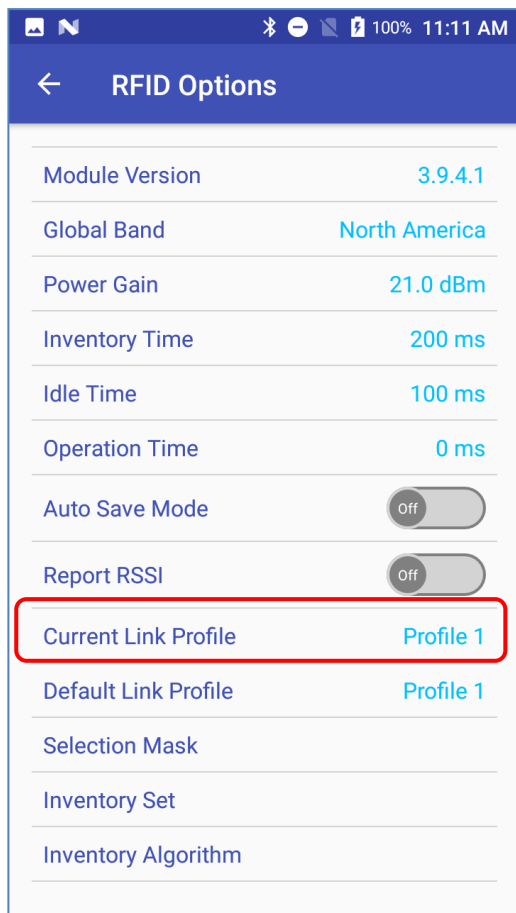 100% 11:11 AM
RFID Options
Module Version 3.9.4.1
Global Band North America
Power Gain 21.0 dBm
Inventory Time 200 ms
Idle Time 100 ms
Operation Time 0 ms
Auto Save Mode Off
Report RSSI Off
Current Link Profile Profile 1
Default Link Profile Profile 1
Selection Mask
Inventory Set
Inventory Algorithm